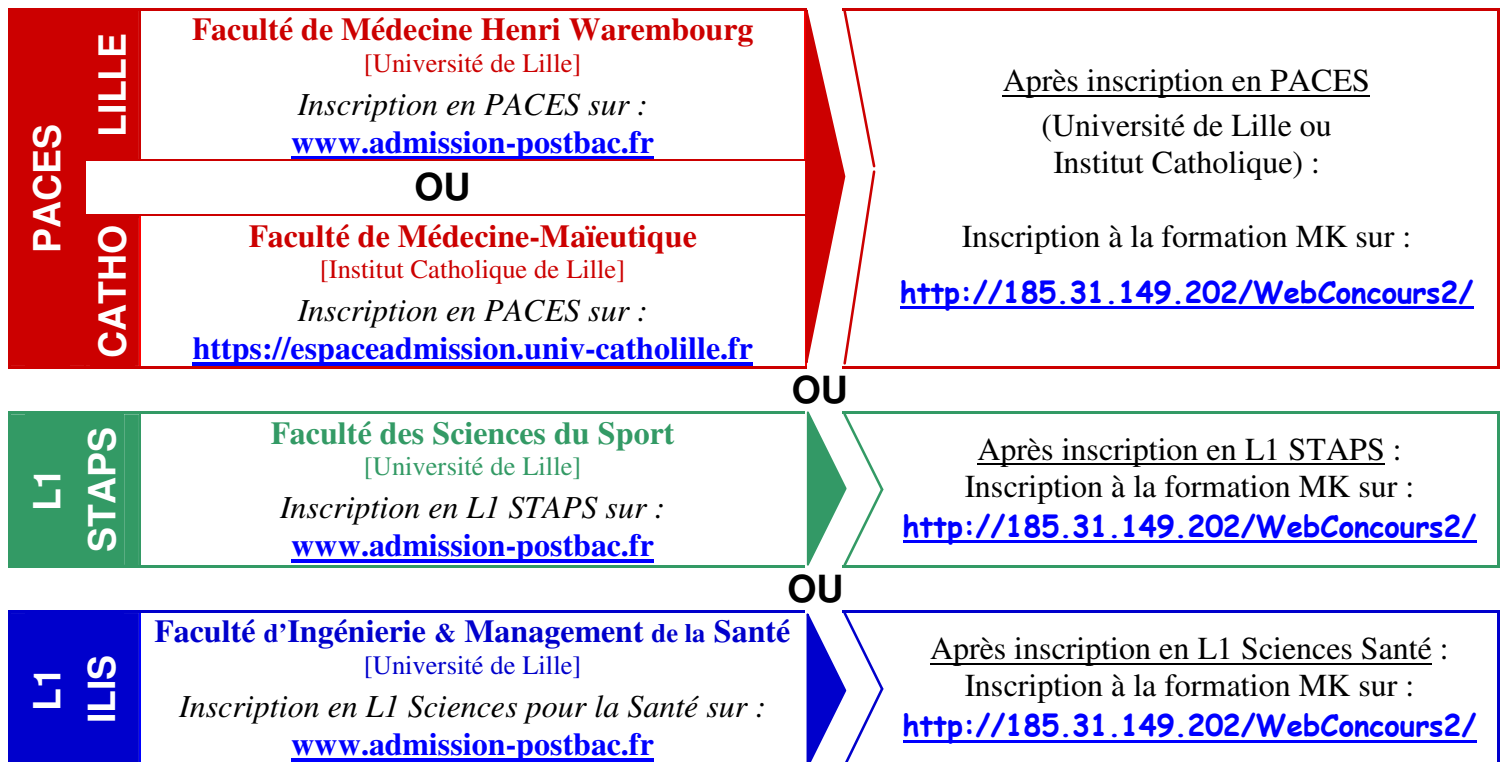 PACES
LILLE
Faculté de Médecine Henri Warembourg
[Université de Lille]
Inscription en PACES sur :
www.admission-postbac.fr
OU
CATHO
Faculté de Médecine-Maïeutique
[Institut Catholique de Lille]
Inscription en PACES sur :
https://espaceadmission.univ-catholille.fr
Après inscription en PACES
(Université de Lille ou
Institut Catholique) :
Inscription à la formation MK sur :
http://185.31.149.202/WebConcours2/
OU
L1
STAPS
Faculté des Sciences du Sport
[Université de Lille]
Inscription en L1 STAPS sur :
www.admission-postbac.fr
Après inscription en L1 STAPS :
Inscription à la formation MK sur :
http://185.31.149.202/WebConcours2/
OU
L1
ILIS
Faculté d'Ingénierie & Management de la Santé
[Université de Lille]
Inscription en L1 Sciences pour la Santé sur :
www.admission-postbac.fr
Après inscription en L1 Sciences Santé :
Inscription à la formation MK sur :
http://185.31.149.202/WebConcours2/